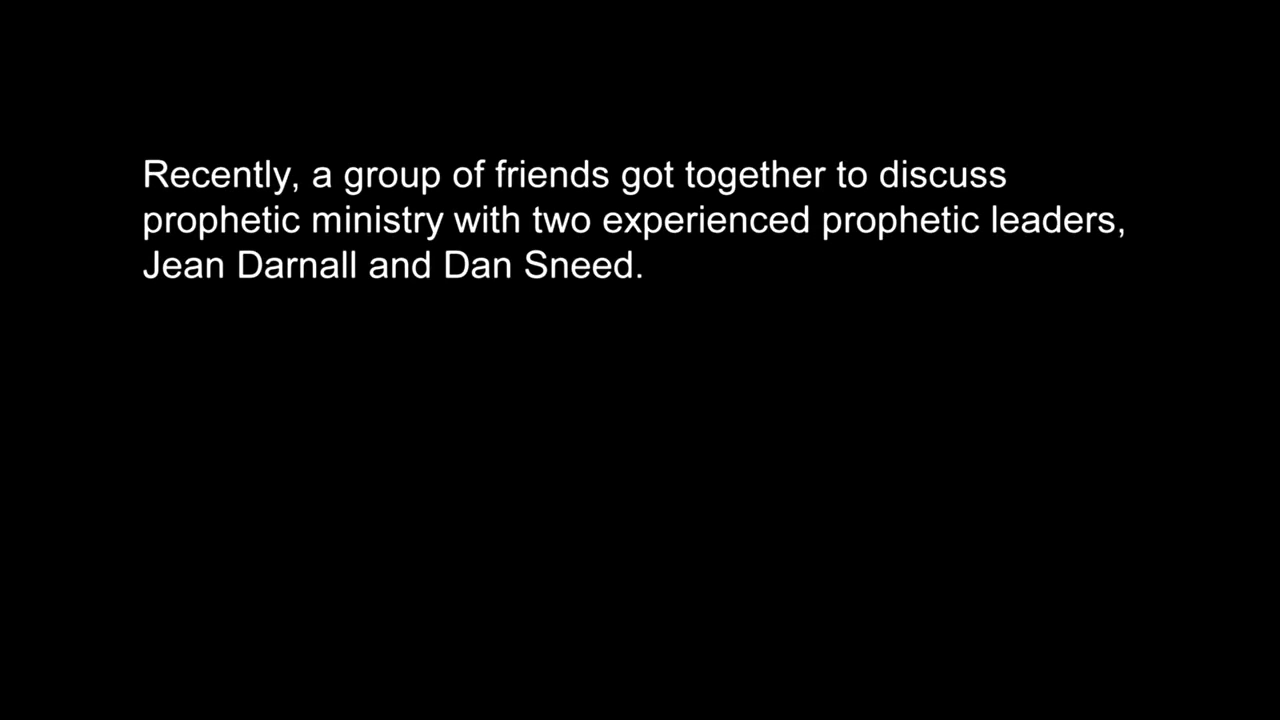 Recently, a group of friends got together to discuss
prophetic ministry with two experienced prophetic leaders,
Jean Darnall and Dan Sneed.